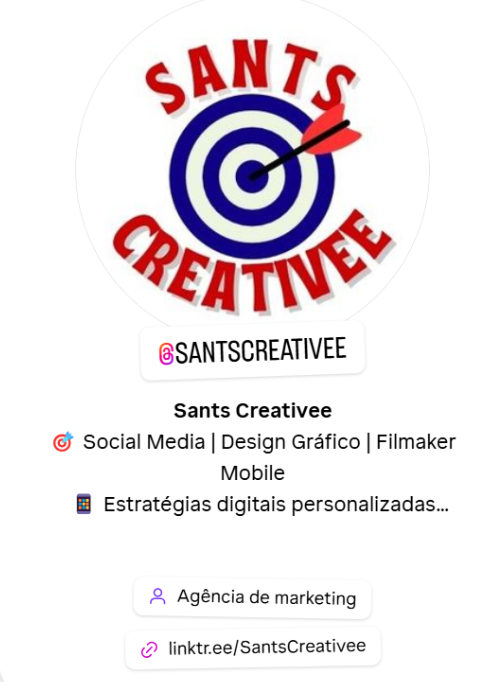 SANTS
CREATIVEE
@SANTSCREATIVEE
Sants Creativee
🎯 Social Media | Design Gráfico | Filmaker
Mobile
📱 Estratégias digitais personalizadas...
Agência de marketing
linktr.ee/SantsCreativee